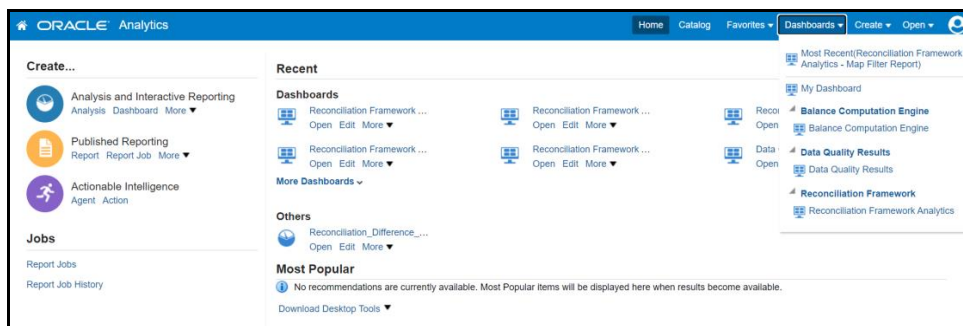 ORACLE Analytics
Home Catalog Favorites Dashboards Create Open
Create...
Analysis and Interactive Reporting
Analysis Dashboard More
Published Reporting
Report Report Job More
Actionable Intelligence
Agent Action
Jobs
Report Jobs
Report Job History
Recent
Dashboards
Reconciliation Framework ...
Open Edit More
Reconciliation Framework ...
Open Edit More
Recon
Open
Reconciliation Framework ...
Open Edit More
Reconciliation Framework ...
Open Edit More
Data
Open
More Dashboards
Others
Reconciliation_Difference_...
Open Edit More
Most Popular
No recommendations are currently available. Most Popular items will be displayed here when results become available.
Download Desktop Tools
Most Recent(Reconciliation Framework
Analytics - Map Filter Report)
My Dashboard
Balance Computation Engine
Balance Computation Engine
Data Quality Results
Data Quality Results
Reconciliation Framework
Reconciliation Framework Analytics